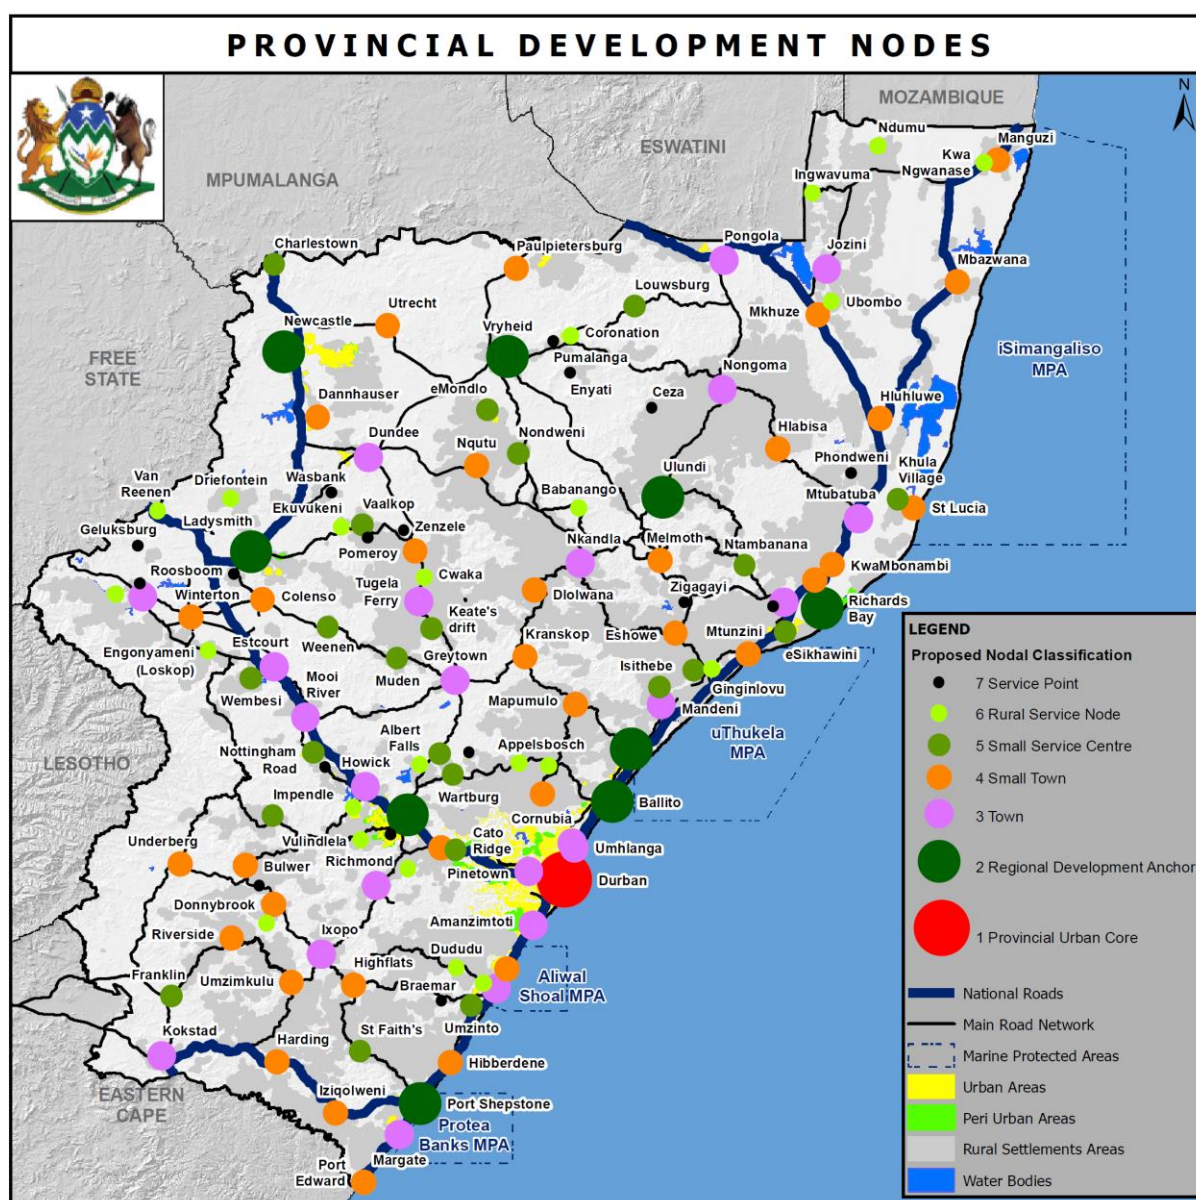 PROVINCIAL DEVELOPMENT NODES
N
MOZAMBIQUE
ESWATINI
MPUMALANGA
FREE
STATE
LESOTHO
EASTERN
CAPE
Ndumu
Manguzi
Kwa
Ngwanase
Ingwavuma
Charlestown
Paulpietersburg
Pongola
Jozini
Mbazwana
Louwsburg
Utrecht
Ubombo
Mkhuze
Newcastle
Vryheid
Coronation
Pumalanga
Enyati
iSimangaliso
MPA
Nongoma
Ceza
Dannhauser
eMondlo
Hluhluwe
Dundee
Nondweni
Hlabisa
Nqutu
Phondweni
Khula
Village
Van
Reenen
Driefontein
Wasbank
Ulundi
Babanango
Mtubatuba
St Lucia
Ekuvukeni
Vaalkop
Zenzele
Ladysmith
Geluksburg
Pomeroy
Nkandla
Melmoth
Ntambanana
KwaMbonambi
Roosboom
Cwaka
Tugela
Ferry
Winterton
Colenso
Dlolwana
Zigagayi
Richards
Bay
Keate's
drift
Kranskop
Eshowe
Mtunzini
eSikhawini
Estcourt
Weenen
Engonyameni
(Loskop)
Greytown
Isithebe
Gingindlovu
Mooi
River
Muden
Wembesi
Mapumulo
Mandeni
uThukela
MPA
Albert
Falls
Appelsbosch
Nottingham
Road
Howick
Impendle
Wartburg
Ballito
Cornubia
Vulindlela
Cato
Ridge
Underberg
Umhlanga
Bulwer
Richmond
Pinetown
Durban
Donnybrook
Amanzimtoti
Riverside
Ixopo
Dududu
Highflats
Franklin
Umzimkulu
Braemar
Aliwal
Shoal MPA
St Faith's
Umzinto
Kokstad
Harding
Hibberdene
Iziqolweni
Port Shepstone
Protea
Banks MPA
Margate
Port
Edward
LEGEND
Proposed Nodal Classification
7 Service Point
6 Rural Service Node
5 Small Service Centre
4 Small Town
3 Town
2 Regional Development Anchor
1 Provincial Urban Core
National Roads
Main Road Network
Marine Protected Areas
Urban Areas
Peri Urban Areas
Rural Settlements Areas
Water Bodies